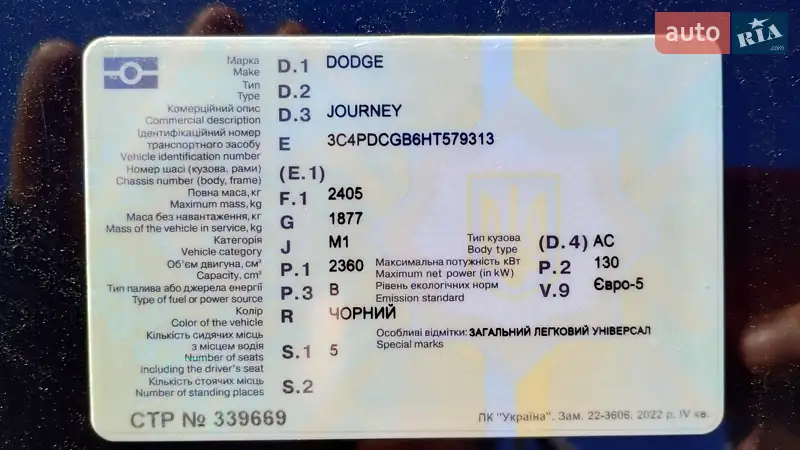 auto RIA.com
Марка D.1 DODGE
Make
Тип D.2
Type
Комерційний опис D.3 JOURNEY
Commercial description
Ідентифікаційний номер
транспортного засобу E 3C4PDCGB6HT579313
Vehicle identification number
Номер шасі (кузова, рами) (E.1)
Chassis number (body, frame)
Повна маса, кг F.1 2405
Maximum mass, kg
Маса без навантаження, кг G 1877
Mass of the vehicle in service, kg
Категорія J M1 Тип кузова (D.4) AC
Vehicle category Body type
Об'єм двигуна, см³ P.1 2360 Максимальна потужність кВт P.2 130
Capacity, cm³ Maximum net power (in kW)
Тип палива або джерела енергії P.3 B Рівень екологічних норм V.9 Євро-5
Type of fuel or power source Emission standard
Колір R ЧОРНИЙ
Color of the vehicle
Кількість сидячих місць Особливі відмітки: ЗАГАЛЬНИЙ ЛЕГКОВИЙ УНІВЕРСАЛ
з місцем водія S.1 5 Special marks
Number of seats
including the driver's seat
Кількість стоячих місць S.2
Number of standing places
СТР № 339669 ПК "Україна". Зам. 22-3606. 2022 р. IV кв.